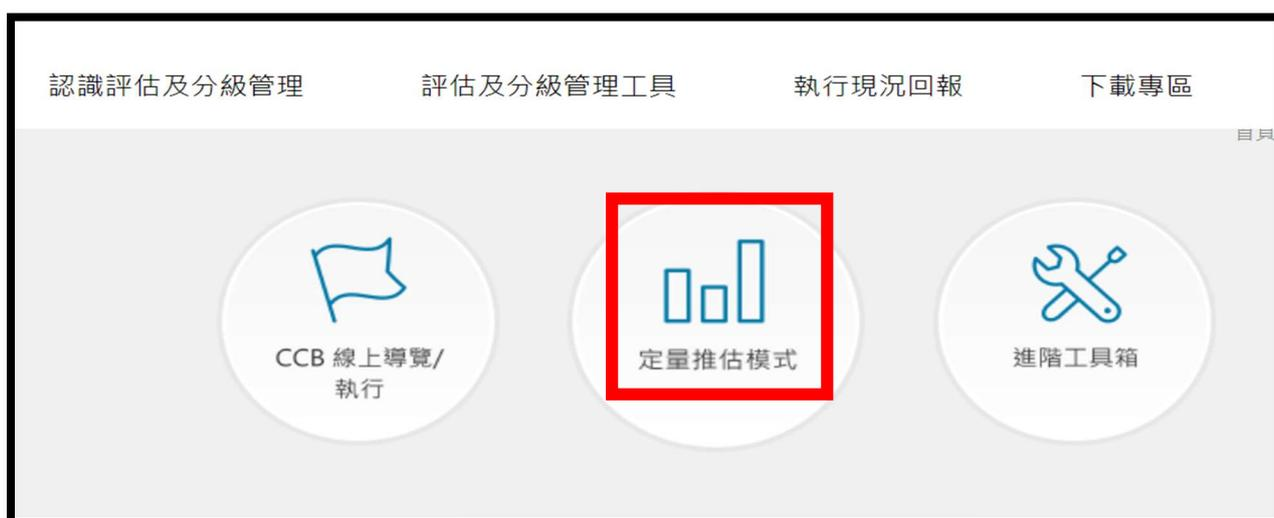 認識評估及分級管理 評估及分級管理工具 執行現況回報 下載專區
首頁
CCB 線上導覽/
執行
定量推估模式
進階工具箱